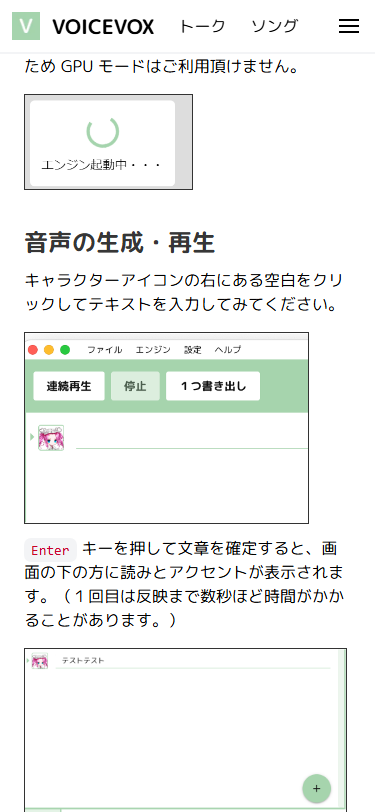 V VOICEVOX トーク ソング
ため GPU モードはご利用頂けません。
エンジン起動中・・・
音声の生成・再生
キャラクターアイコンの右にある空白をクリ
ックしてテキストを入力してみてください。
ファイル エンジン 設定 ヘルプ
連続再生 停止 1つ書き出し
Enter キーを押して文章を確定すると、画
面の下の方に読みとアクセントが表示されま
す。（１回目は反映まで数秒ほど時間がかか
ることがあります。）
テストテスト
+